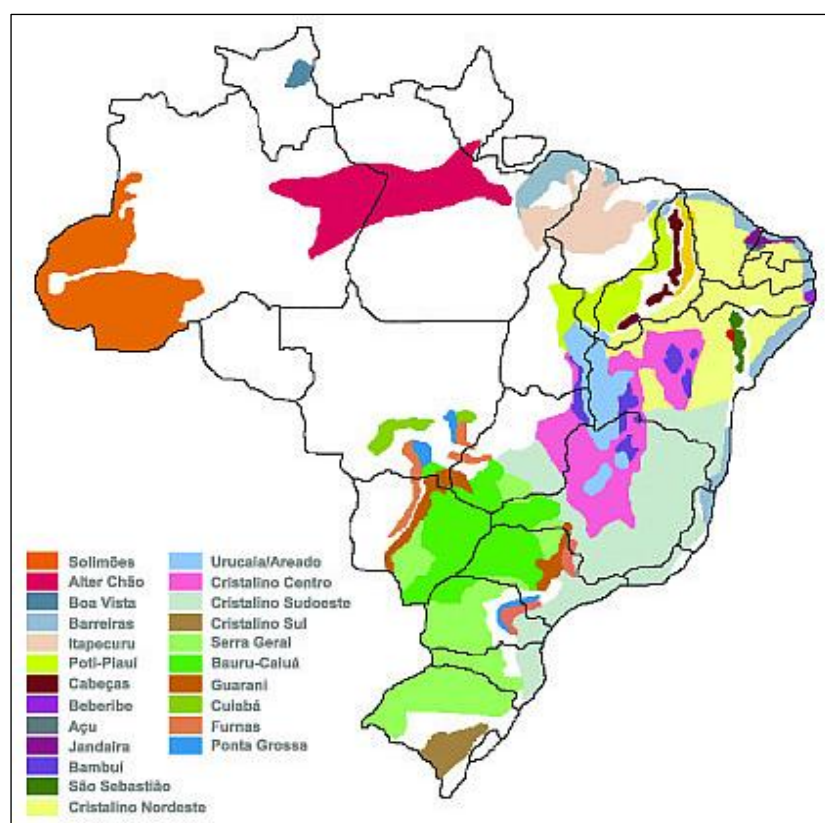 Solimões
Alter Chão
Boa Vista
Barreiras
Itapecuru
Poti-Piauí
Cabeças
Beberibe
Açu
Jandaíra
Bambuí
São Sebastião
Cristalino Nordeste
Urucaia/Areado
Cristalino Centro
Cristalino Sudoeste
Cristalino Sul
Serra Geral
Bauru-Caiuá
Guarani
Cuiabá
Furnas
Ponta Grossa